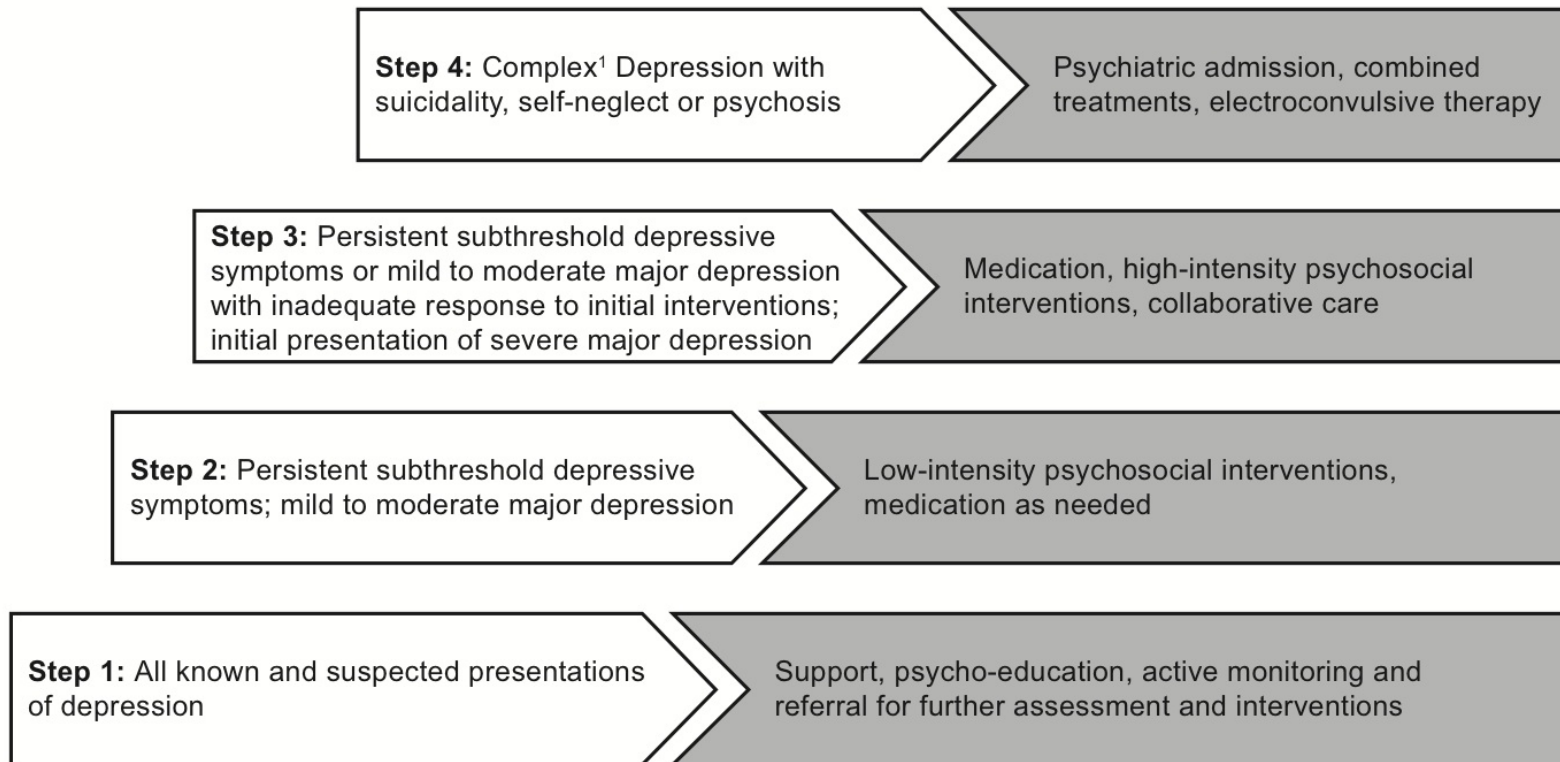 Step 4: Complex¹ Depression with
suicidality, self-neglect or psychosis
Psychiatric admission, combined
treatments, electroconvulsive therapy
Step 3: Persistent subthreshold depressive
symptoms or mild to moderate major depression
with inadequate response to initial interventions;
initial presentation of severe major depression
Medication, high-intensity psychosocial
interventions, collaborative care
Step 2: Persistent subthreshold depressive
symptoms; mild to moderate major depression
Low-intensity psychosocial interventions,
medication as needed
Step 1: All known and suspected presentations
of depression
Support, psycho-education, active monitoring and
referral for further assessment and interventions